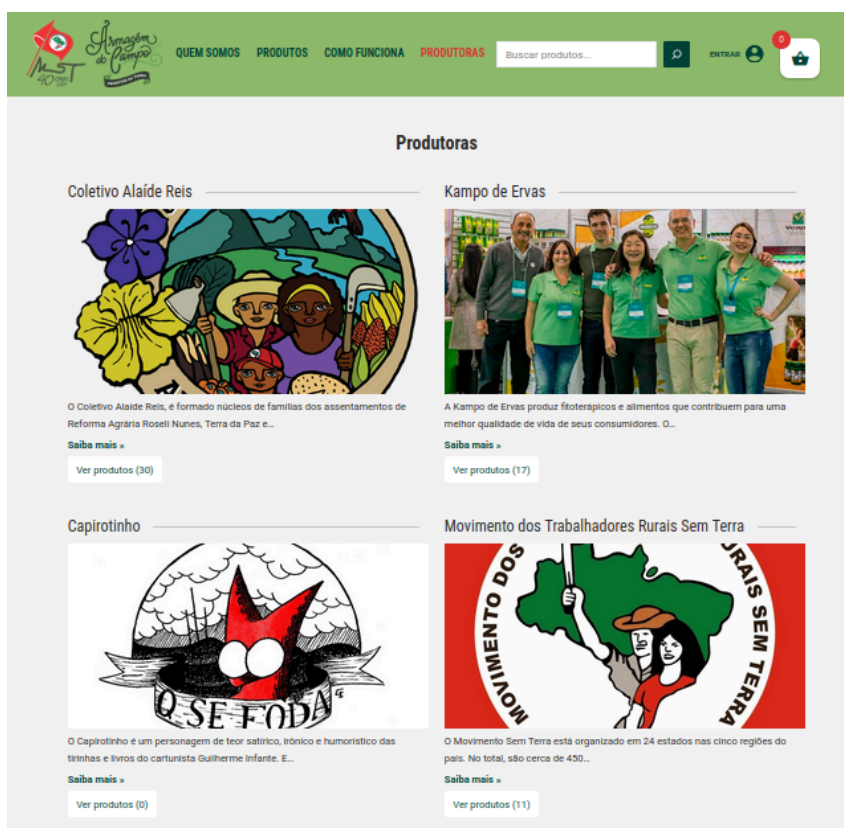 MST
40 anos
Armazém
do Campo
PRODUTOS DA TERRA
QUEM SOMOS
PRODUTOS
COMO FUNCIONA
PRODUTORAS
Buscar produtos...
ENTRAR
0
Produtoras
Coletivo Alaíde Reis
O Coletivo Alaide Reis, é formado núcleos de famílias dos assentamentos de
Reforma Agrária Roseli Nunes, Terra da Paz e...
Saiba mais »
Ver produtos (30)
Kampo de Ervas
A Kampo de Ervas produz fitoterápicos e alimentos que contribuem para uma
melhor qualidade de vida de seus consumidores. O...
Saiba mais »
Ver produtos (17)
Capirotinho
Q SE FODA
O Capirotinho é um personagem de teor satírico, irônico e humorístico das
tirinhas e livros do cartunista Guilherme Infante. E...
Saiba mais »
Ver produtos (0)
Movimento dos Trabalhadores Rurais Sem Terra
MOVIMENTO DOS
RURAIS SEM TERRA
O Movimento Sem Terra está organizado em 24 estados nas cinco regiões do
país. No total, são cerca de 450...
Saiba mais »
Ver produtos (11)